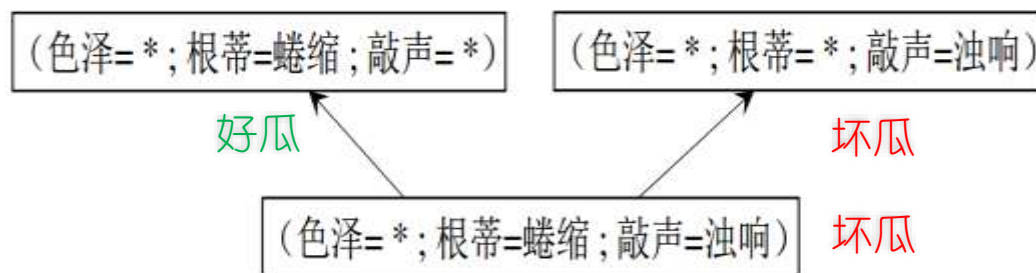 (色泽=*;根蒂=蜷缩;敲声=*)
(色泽=*;根蒂=*;敲声=浊响)
好瓜
坏瓜
(色泽=*;根蒂=蜷缩;敲声=浊响)
坏瓜